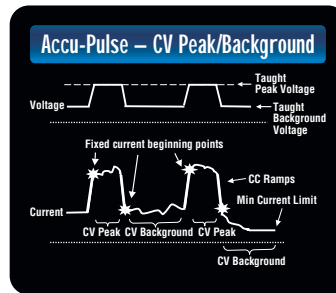 Accu-Pulse – CV Peak/Background
Taught
Peak Voltage
Voltage
Taught
Background
Voltage
Fixed current beginning points
CC Ramps
Min Current Limit
Current
CV Peak
CV Background
CV Peak
CV Background